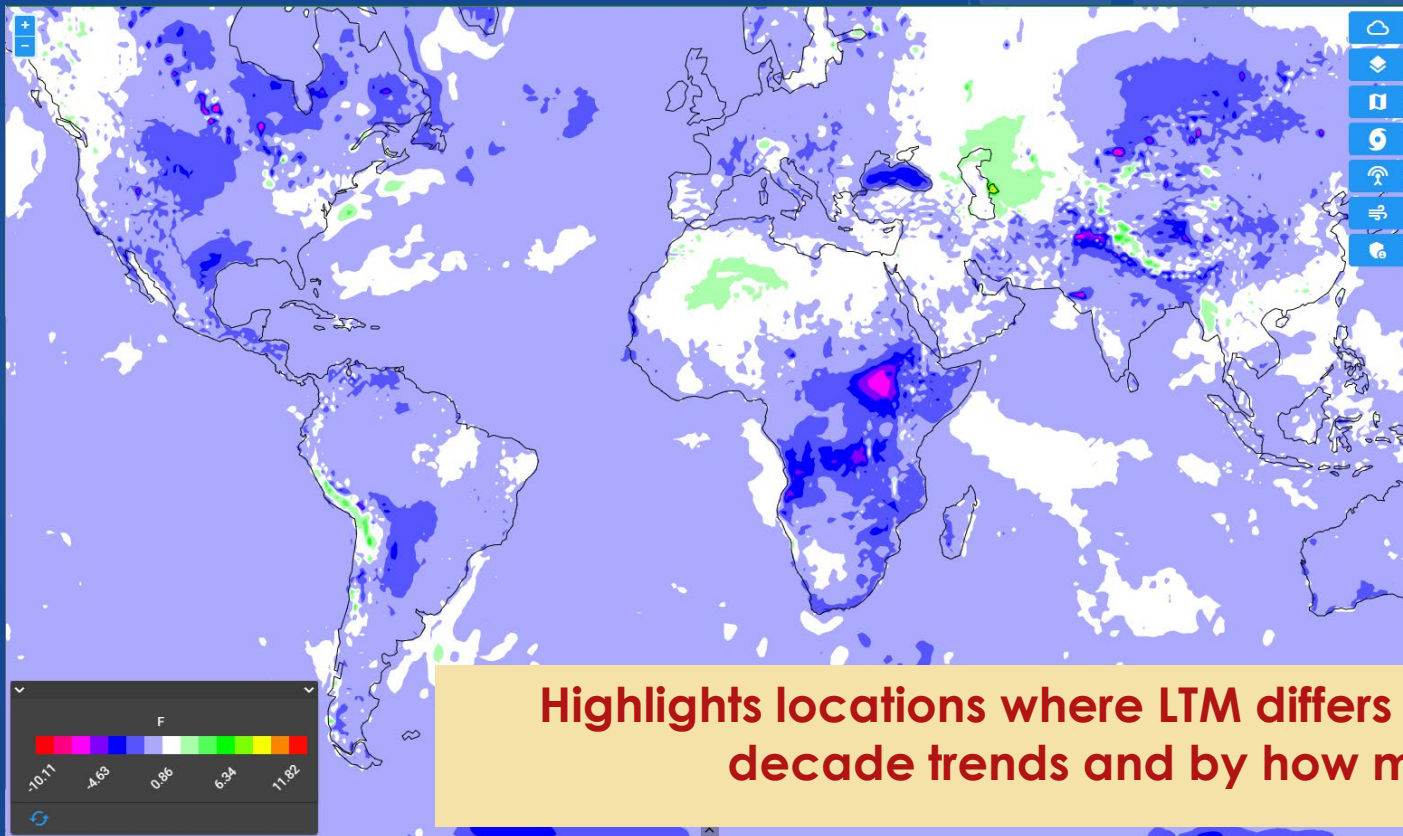 +
−
F
-10.11
-4.63
0.86
6.34
11.82
Highlights locations where LTM differs
decade trends and by how